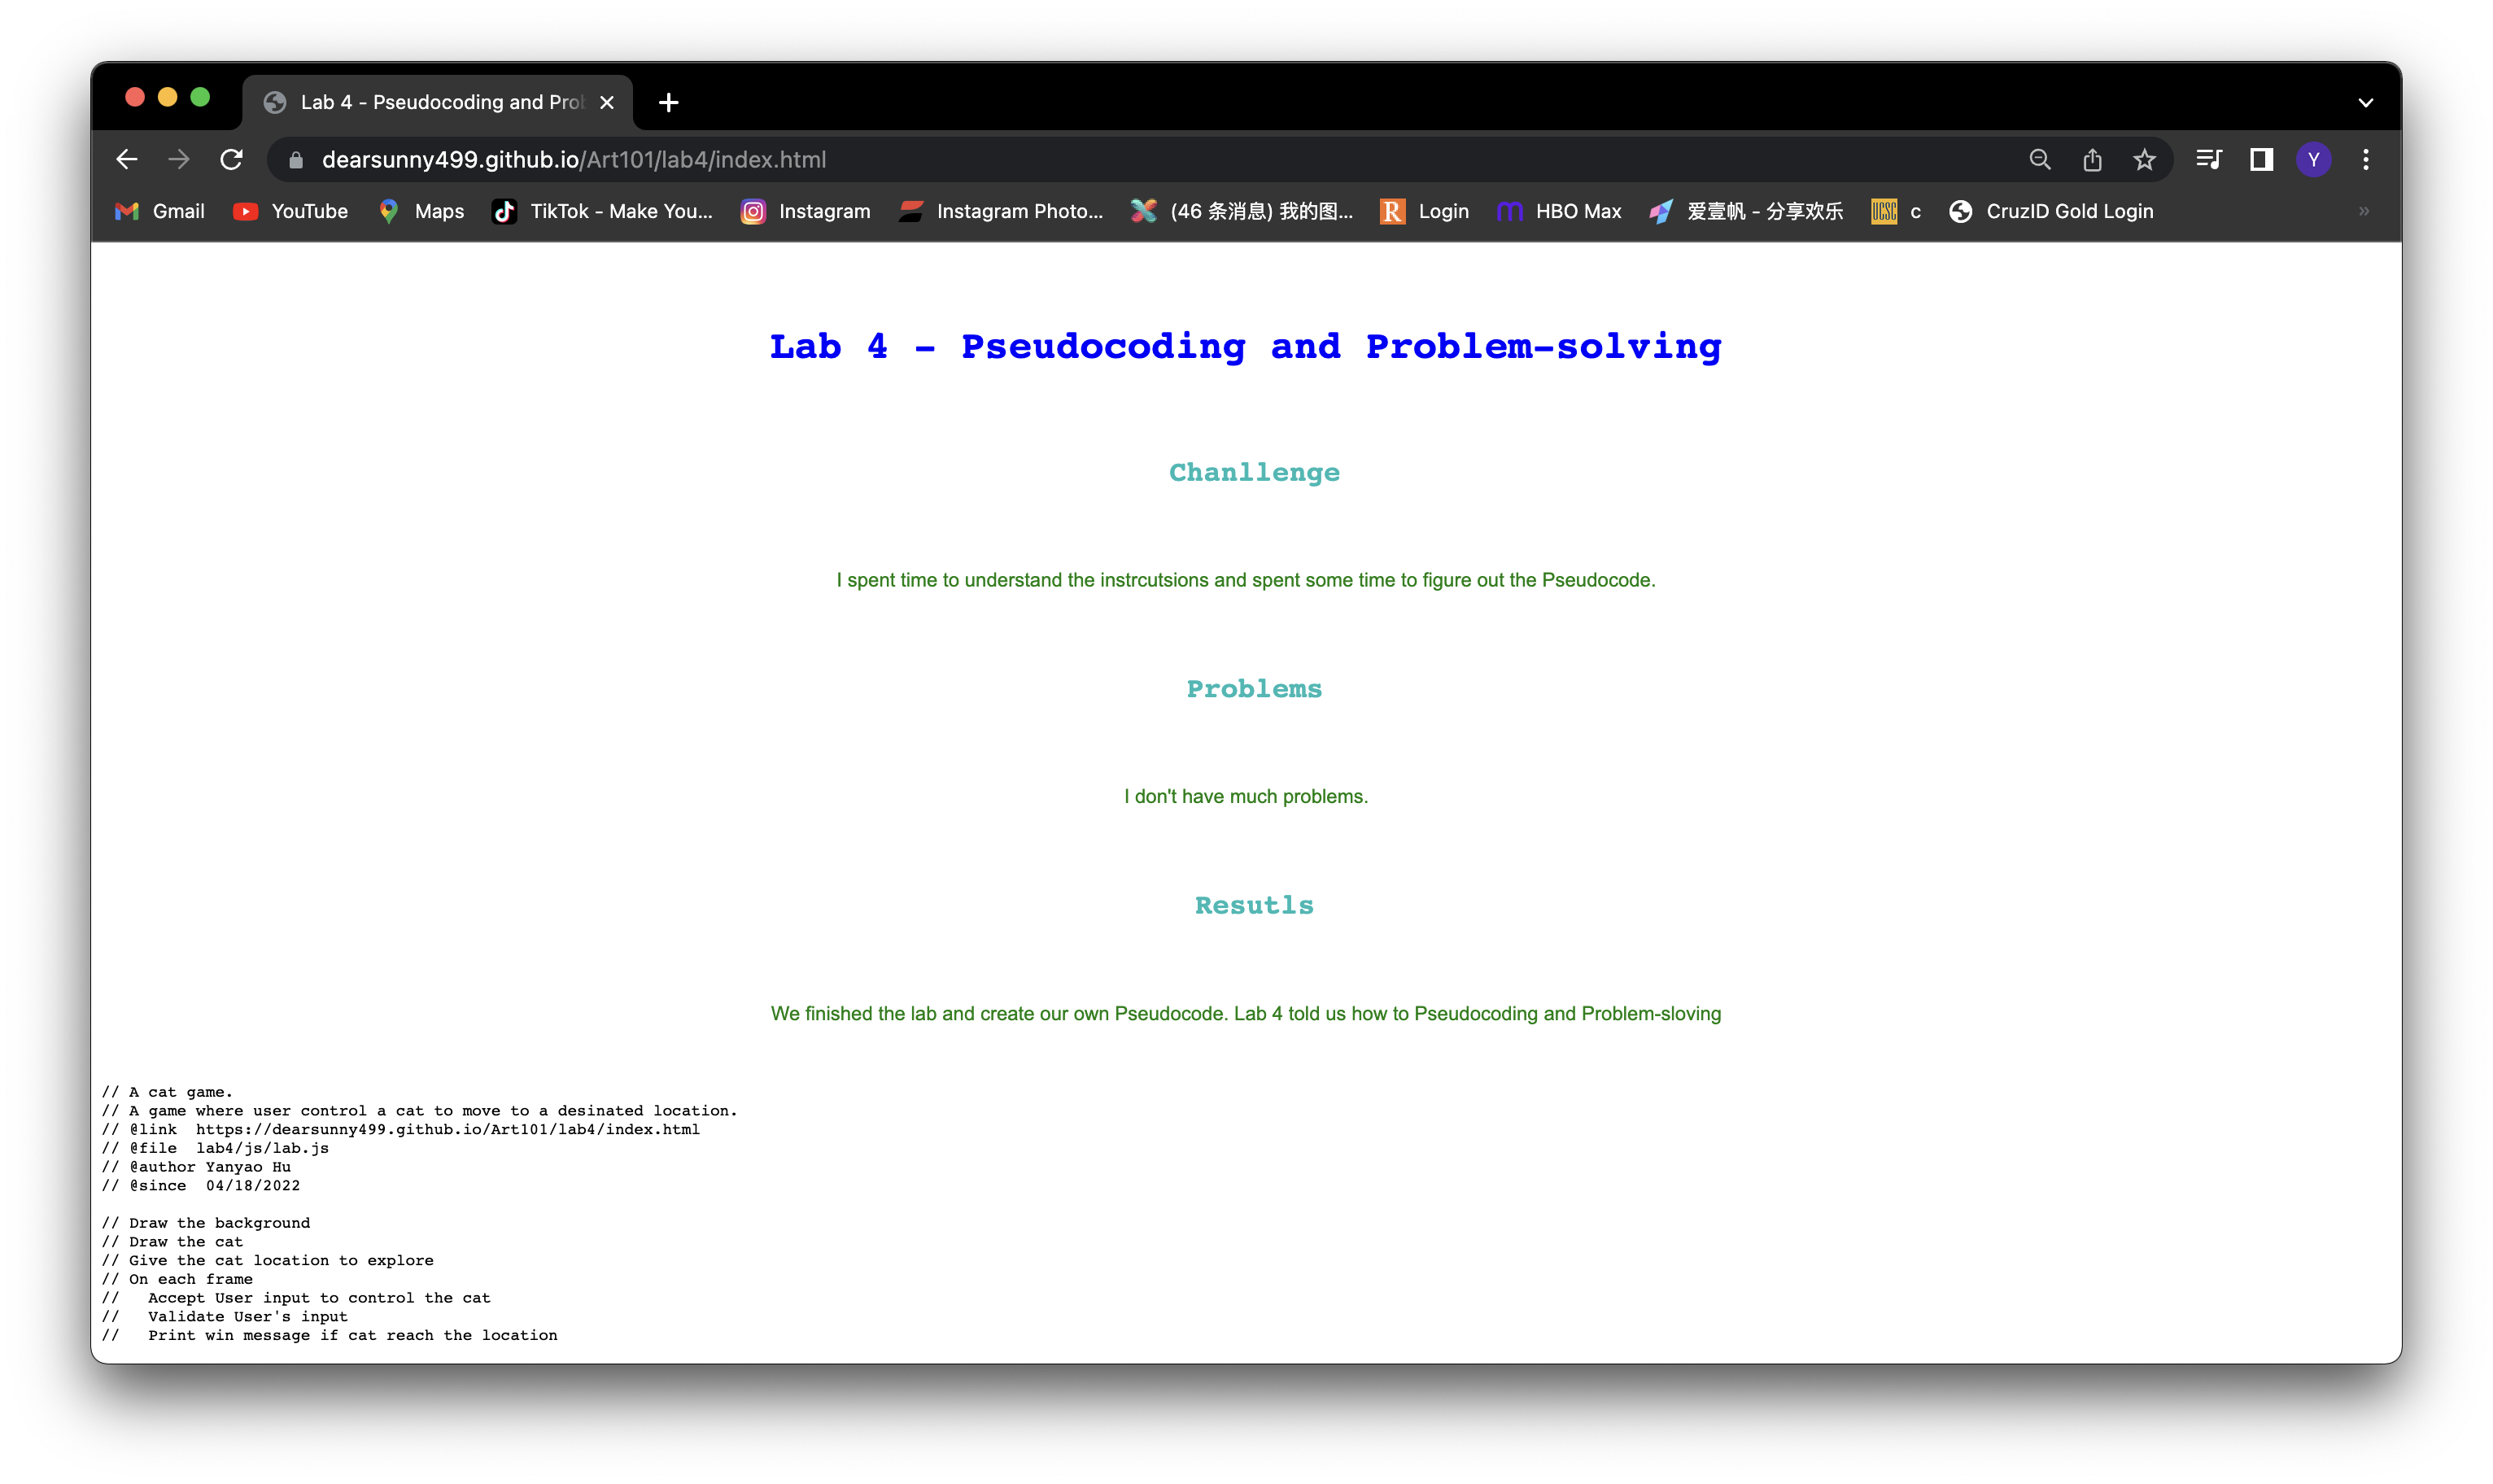 Lab 4 - Pseudocoding and Prob
dearsunny499.github.io/Art101/lab4/index.html
Y
Gmail YouTube Maps TikTok - Make You... Instagram Instagram Photo... (46 条消息) 我的图... R Login HBO Max 爱壹帆 - 分享欢乐 UCSC c CruzID Gold Login »
Lab 4 - Pseudocoding and Problem-solving
Chanllenge
I spent time to understand the instrcutsions and spent some time to figure out the Pseudocode.
Problems
I don't have much problems.
Resutls
We finished the lab and create our own Pseudocode. Lab 4 told us how to Pseudocoding and Problem-sloving
// A cat game.
// A game where user control a cat to move to a desinated location.
// @link  https://dearsunny499.github.io/Art101/lab4/index.html
// @file  lab4/js/lab.js
// @author Yanyao Hu
// @since  04/18/2022
// Draw the background
// Draw the cat
// Give the cat location to explore
// On each frame
//   Accept User input to control the cat
//   Validate User's input
//   Print win message if cat reach the location